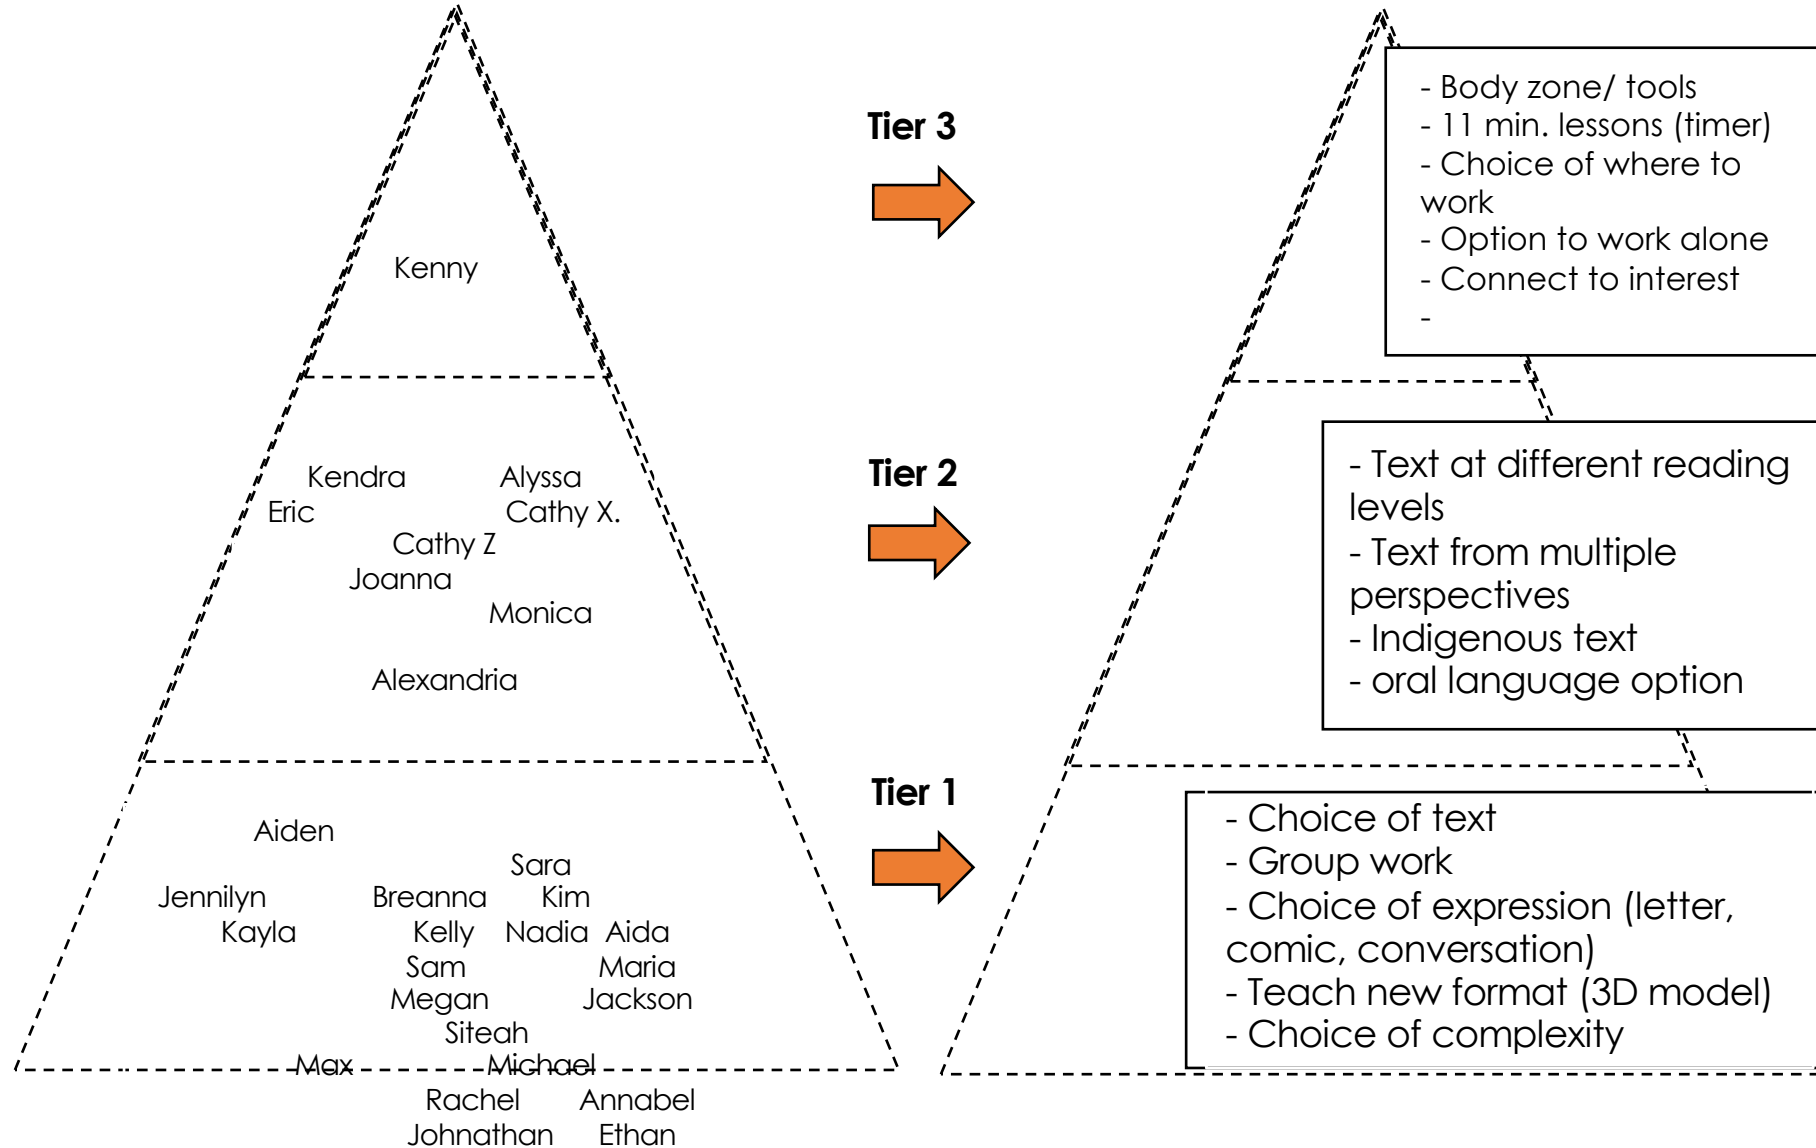 Tier 3
Kenny
- Body zone/ tools
- 11 min. lessons (timer)
- Choice of where to
work
- Option to work alone
- Connect to interest
-
Tier 2
Kendra Alyssa
Eric Cathy X.
Cathy Z
Joanna
Monica
Alexandria
- Text at different reading
levels
- Text from multiple
perspectives
- Indigenous text
- oral language option
Tier 1
Aiden
Sara
Jennilyn Breanna Kim
Kayla Kelly Nadia Aida
Sam Maria
Megan Jackson
Siteah
Max Michael
Rachel Annabel
Johnathan Ethan
- Choice of text
- Group work
- Choice of expression (letter,
comic, conversation)
- Teach new format (3D model)
- Choice of complexity